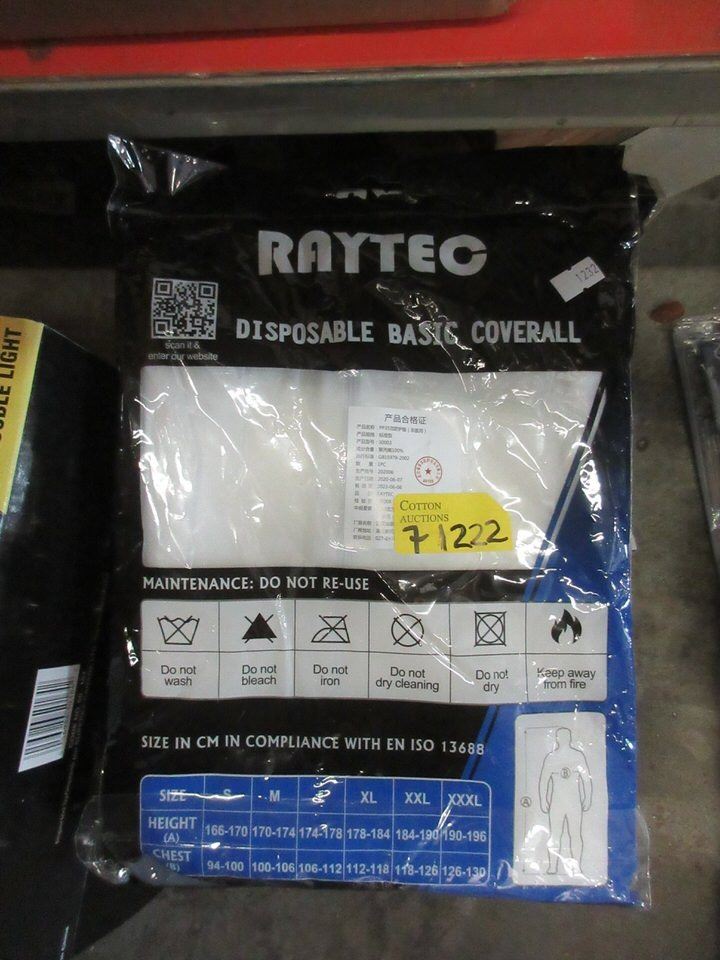 RAYTEC
1232
scan it &
enter our website
DISPOSABLE BASIC COVERALL
产品合格证
2020-06-07
COTTON
AUCTIONS
71222
MAINTENANCE: DO NOT RE-USE
Do not wash
Do not bleach
Do not iron
Do not dry cleaning
Do not dry
Keep away from fire
SIZE IN CM IN COMPLIANCE WITH EN ISO 13688
SIZE S M XL XXL XXXL
HEIGHT (A) 166-170 170-174 174-178 178-184 184-190 190-196
CHEST (B) 94-100 100-106 106-112 112-118 118-126 126-130
A
B
LIGHT